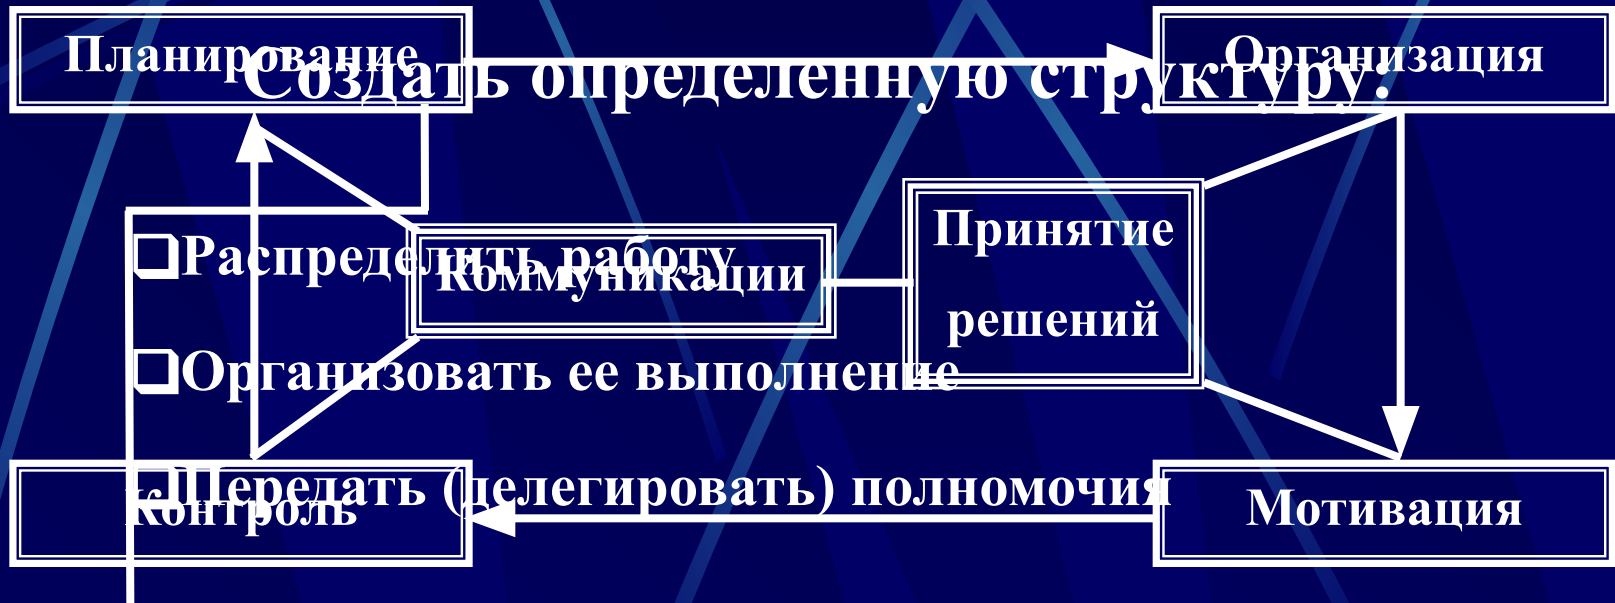 Планирование
Организация
Создать определенную структуру:
Принятие
решений
Распределить работу
Коммуникации
Организовать ее выполнение
Передать (делегировать) полномочия
Контроль
Мотивация